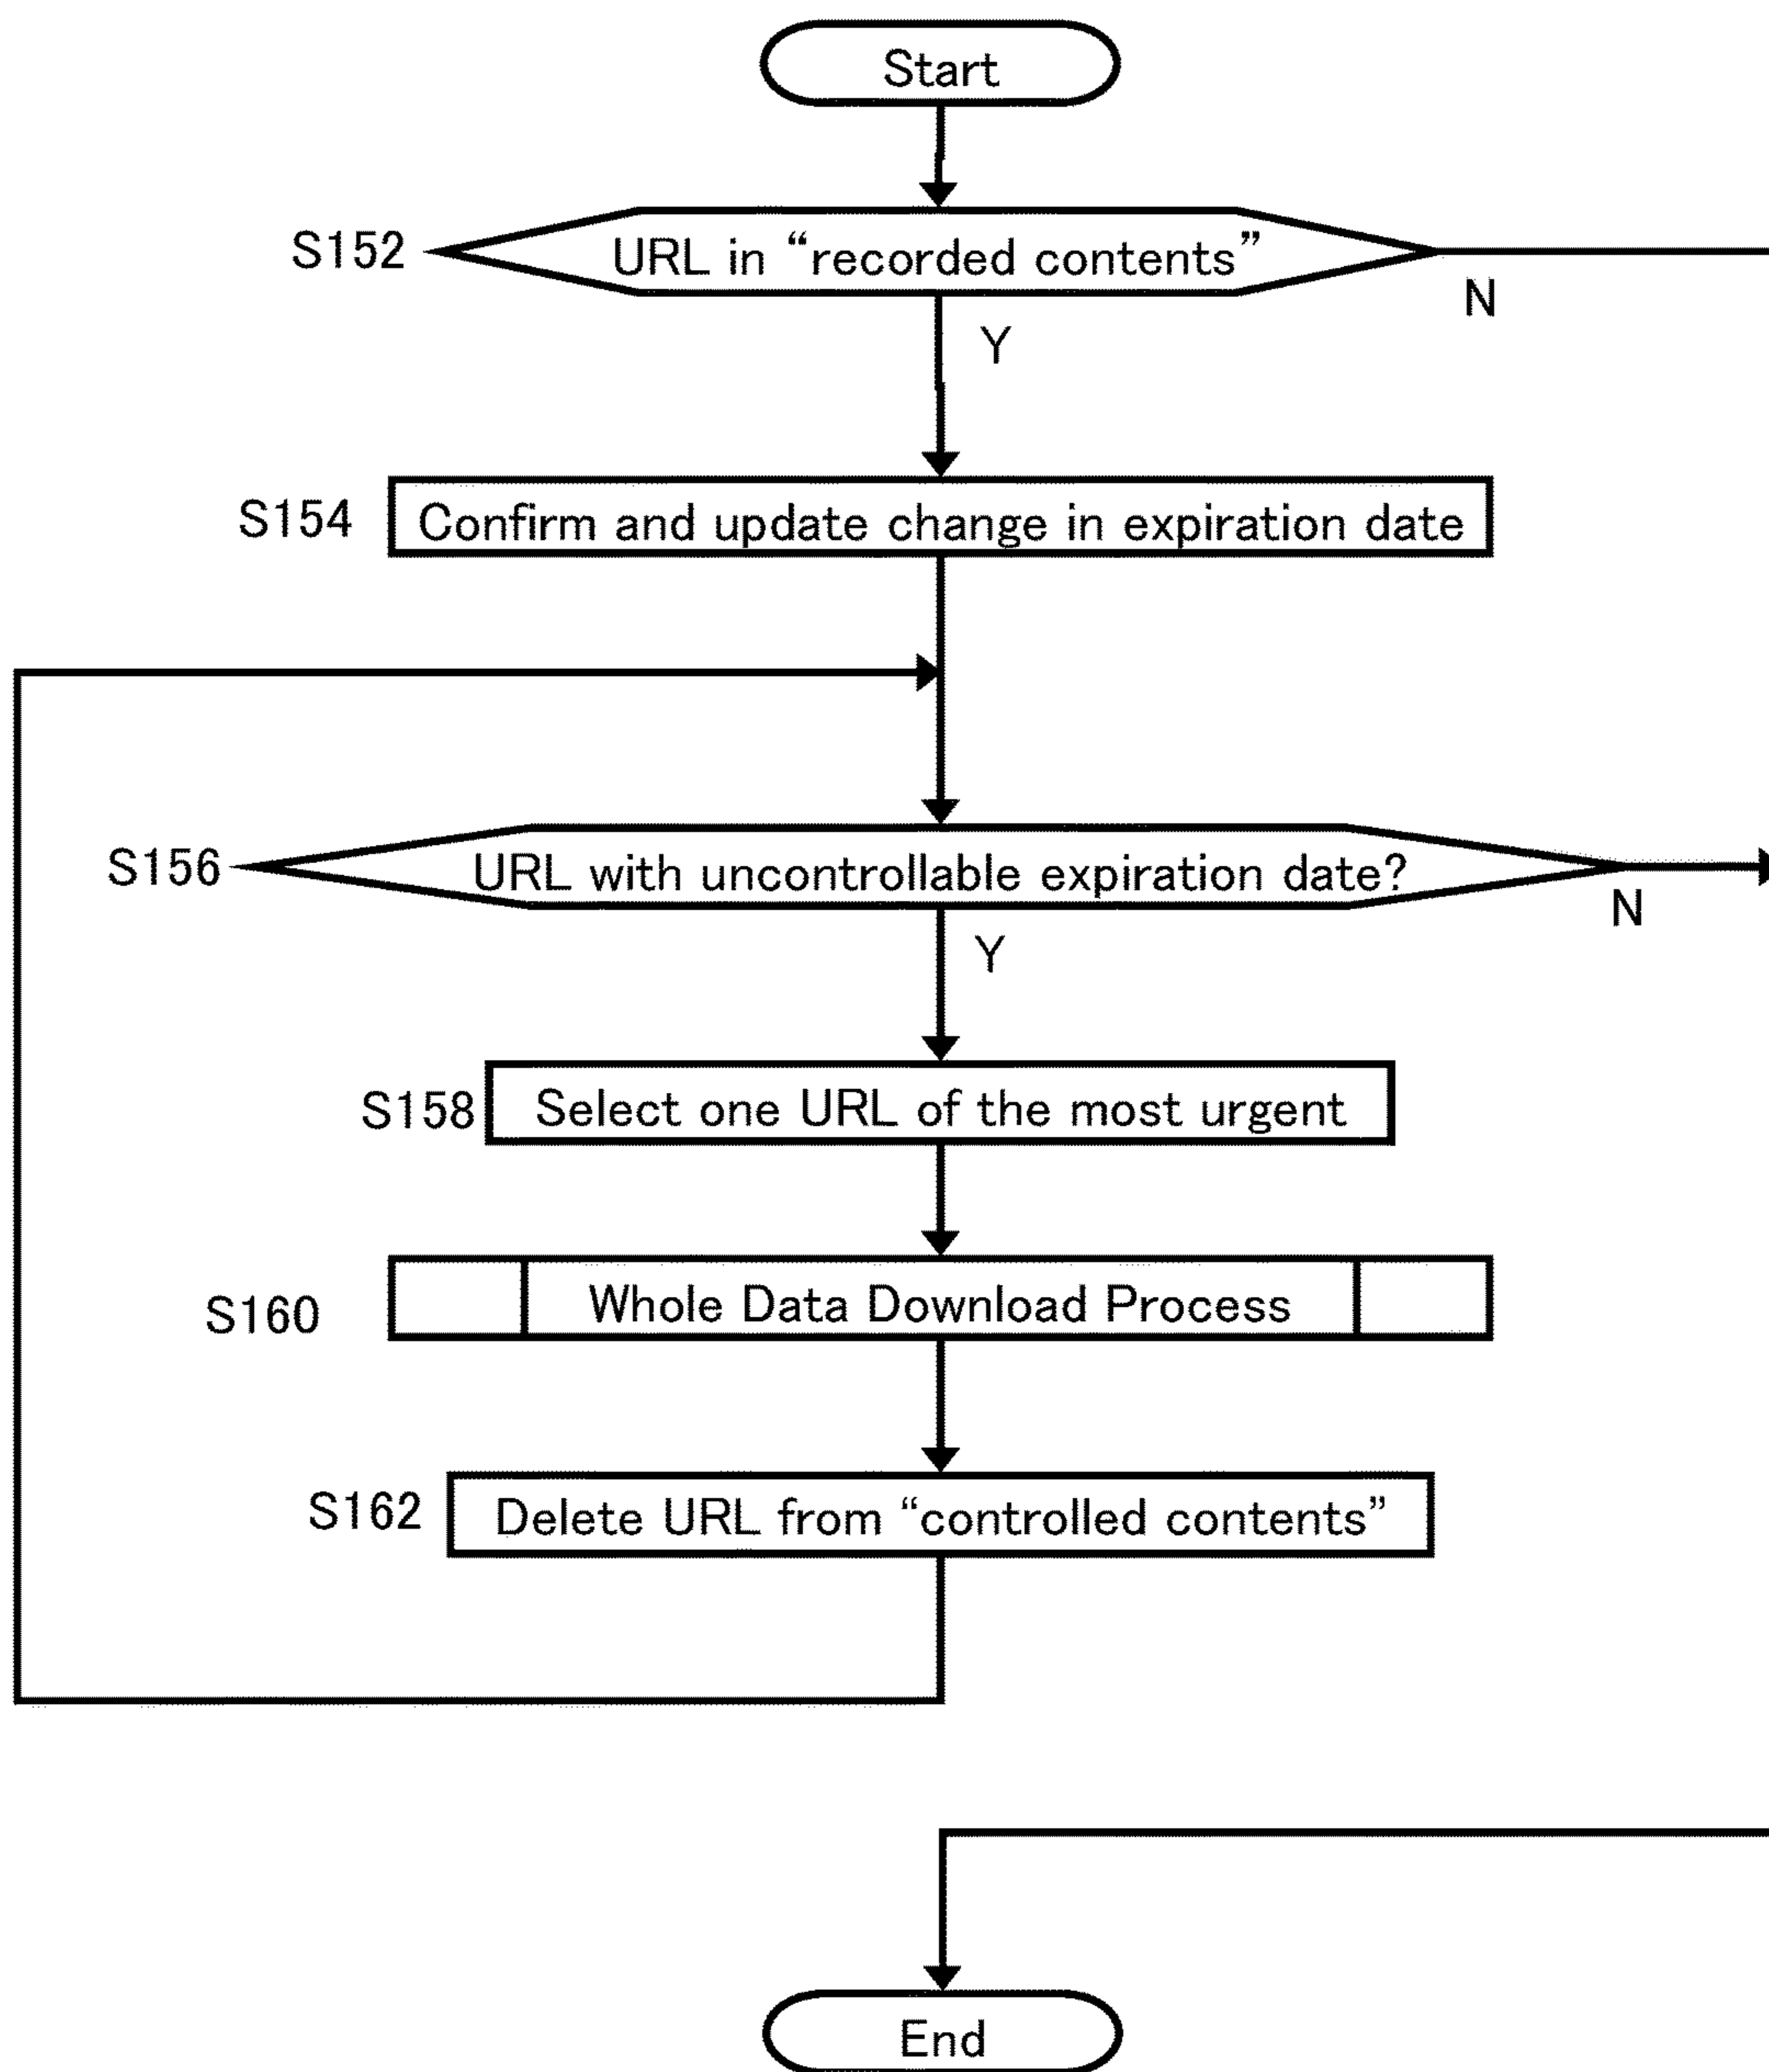 Start
S152
URL in “recorded contents”
N
Y
S154
Confirm and update change in expiration date
S156
URL with uncontrollable expiration date?
N
Y
S158
Select one URL of the most urgent
S160
Whole Data Download Process
S162
Delete URL from “controlled contents”
End